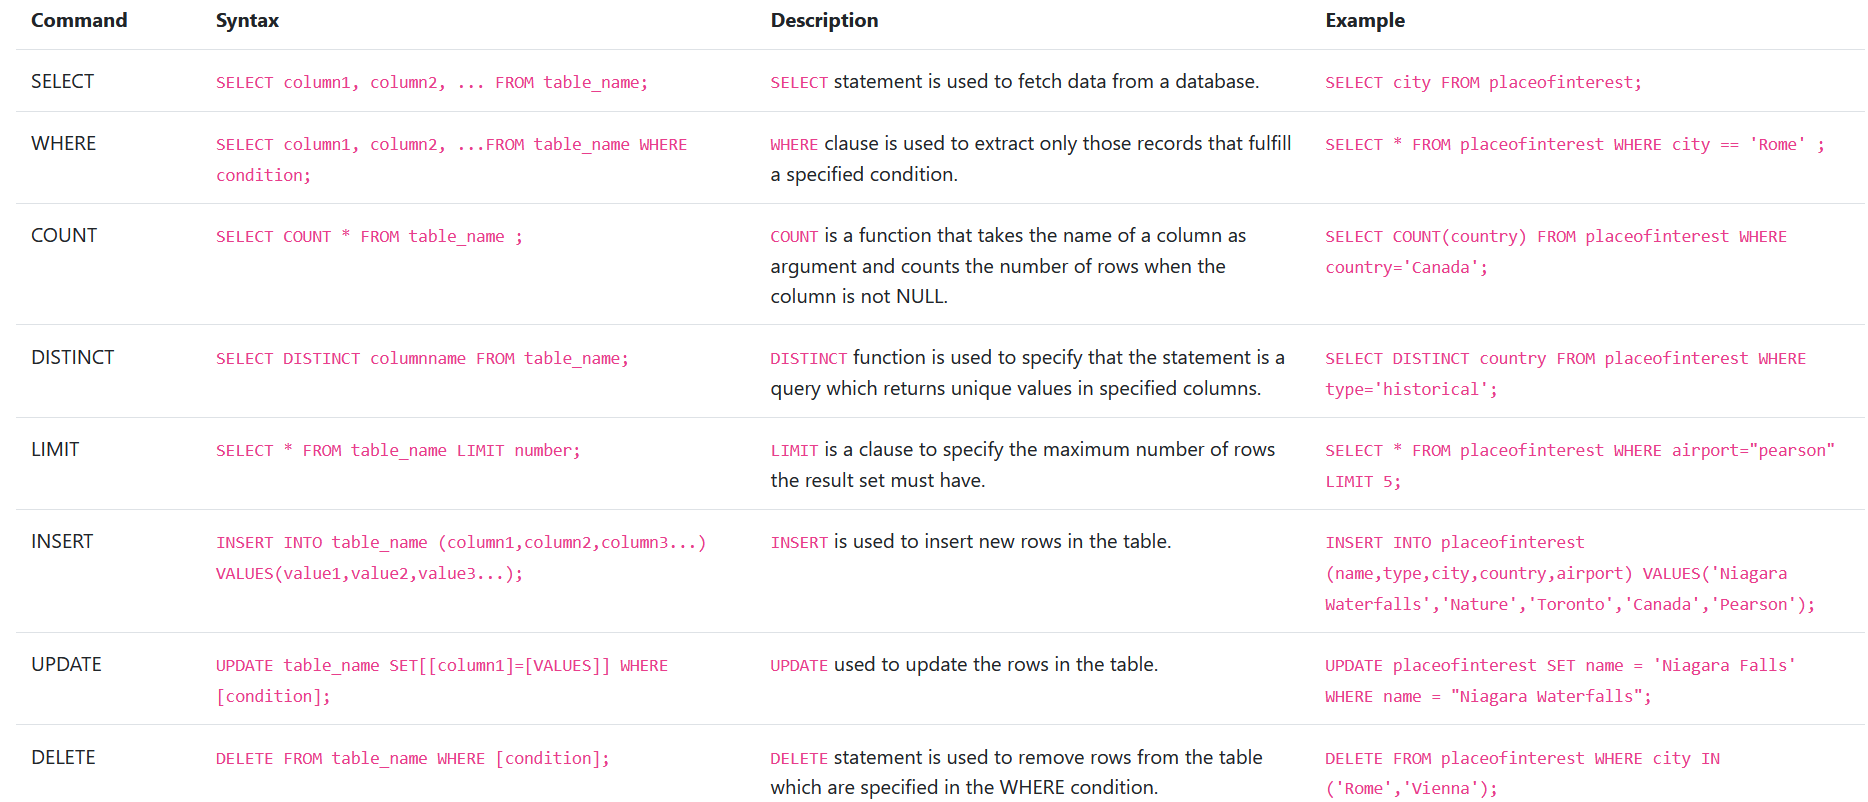 Command Syntax Description Example
SELECT SELECT column1, column2, ... FROM table_name; SELECT statement is used to fetch data from a database. SELECT city FROM placeofinterest;
WHERE SELECT column1, column2, ...FROM table_name WHERE WHERE clause is used to extract only those records that fulfill SELECT * FROM placeofinterest WHERE city == 'Rome' ;
condition; a specified condition.
COUNT SELECT COUNT * FROM table_name ; COUNT is a function that takes the name of a column as SELECT COUNT(country) FROM placeofinterest WHERE
argument and counts the number of rows when the country='Canada';
column is not NULL.
DISTINCT SELECT DISTINCT columnname FROM table_name; DISTINCT function is used to specify that the statement is a SELECT DISTINCT country FROM placeofinterest WHERE
query which returns unique values in specified columns. type='historical';
LIMIT SELECT * FROM table_name LIMIT number; LIMIT is a clause to specify the maximum number of rows SELECT * FROM placeofinterest WHERE airport="pearson"
the result set must have. LIMIT 5;
INSERT INSERT INTO table_name (column1,column2,column3...) INSERT is used to insert new rows in the table. INSERT INTO placeofinterest
VALUES(value1,value2,value3...); (name,type,city,country,airport) VALUES('Niagara
Waterfalls','Nature','Toronto','Canada','Pearson');
UPDATE UPDATE table_name SET[[column1]=[VALUES]] WHERE UPDATE used to update the rows in the table. UPDATE placeofinterest SET name = 'Niagara Falls'
[condition]; WHERE name = "Niagara Waterfalls";
DELETE DELETE FROM table_name WHERE [condition]; DELETE statement is used to remove rows from the table DELETE FROM placeofinterest WHERE city IN
which are specified in the WHERE condition. ('Rome','Vienna');